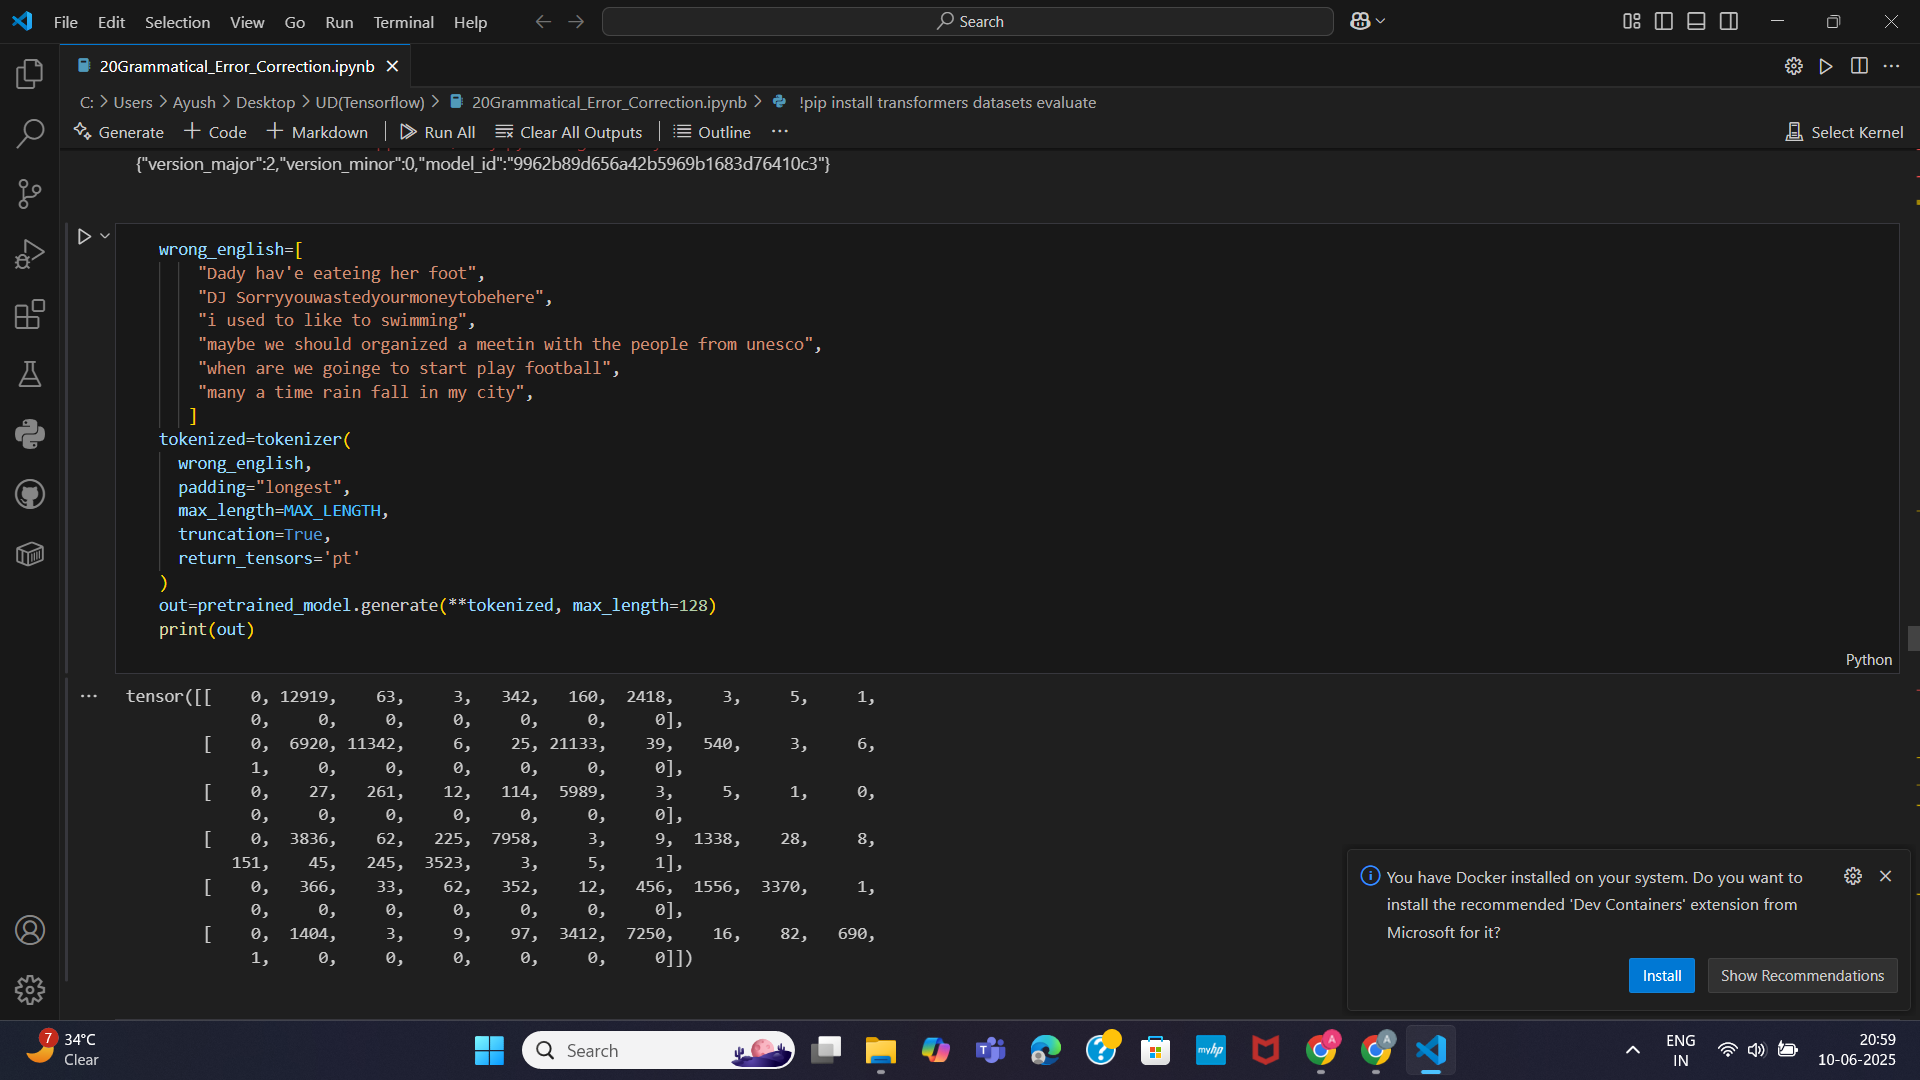 File Edit Selection View Go Run Terminal Help
Search
20Grammatical_Error_Correction.ipynb
C: > Users > Ayush > Desktop > UD(Tensorflow) > 20Grammatical_Error_Correction.ipynb > !pip install transformers datasets evaluate
Generate + Code + Markdown Run All Clear All Outputs Outline ... Select Kernel
{"version_major":2,"version_minor":0,"model_id":"9962b89d656a42b5969b1683d76410c3"}
wrong_english=[
"Dady hav'e eateing her foot",
"DJ Sorryyouwastedyourmoneytobehere",
"i used to like to swimming",
"maybe we should organized a meetin with the people from unesco",
"when are we goinge to start play football",
"many a time rain fall in my city",
]
tokenized=tokenizer(
wrong_english,
padding="longest",
max_length=MAX_LENGTH,
truncation=True,
return_tensors='pt'
)
out=pretrained_model.generate(**tokenized, max_length=128)
print(out)
Python
... tensor([[ 0, 12919, 63, 3, 342, 160, 2418, 3, 5, 1,
0, 0, 0, 0, 0, 0, 0],
[ 0, 6920, 11342, 6, 25, 21133, 39, 540, 3, 6,
1, 0, 0, 0, 0, 0, 0],
[ 0, 27, 261, 12, 114, 5989, 3, 5, 1, 0,
0, 0, 0, 0, 0, 0, 0],
[ 0, 3836, 62, 225, 7958, 3, 9, 1338, 28, 8,
151, 45, 245, 3523, 3, 5, 1],
[ 0, 366, 33, 62, 352, 12, 456, 1556, 3370, 1,
0, 0, 0, 0, 0, 0, 0],
[ 0, 1404, 3, 9, 97, 3412, 7250, 16, 82, 690,
1, 0, 0, 0, 0, 0, 0]])
You have Docker installed on your system. Do you want to
install the recommended 'Dev Containers' extension from
Microsoft for it?
Install Show Recommendations
7
34°C
Clear
Search
myhp
A
A
ENG
IN
20:59
10-06-2025